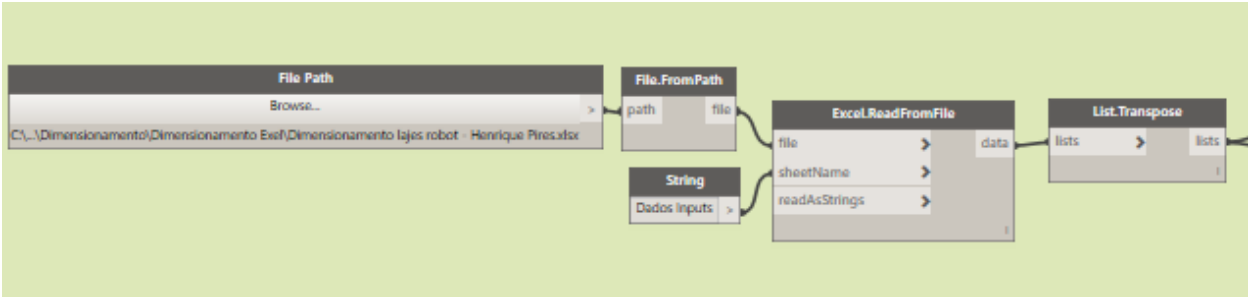 File Path
Browse...
>
C:\...\Dimensionamento\Dimensionamento Exel\Dimensionamento lajes robot - Henrique Pires.xlsx
File.FromPath
path file
String
Dados Inputs >
Excel.ReadFromFile
file > data
sheetName >
readAsStrings >
l
List.Transpose
lists > lists
l